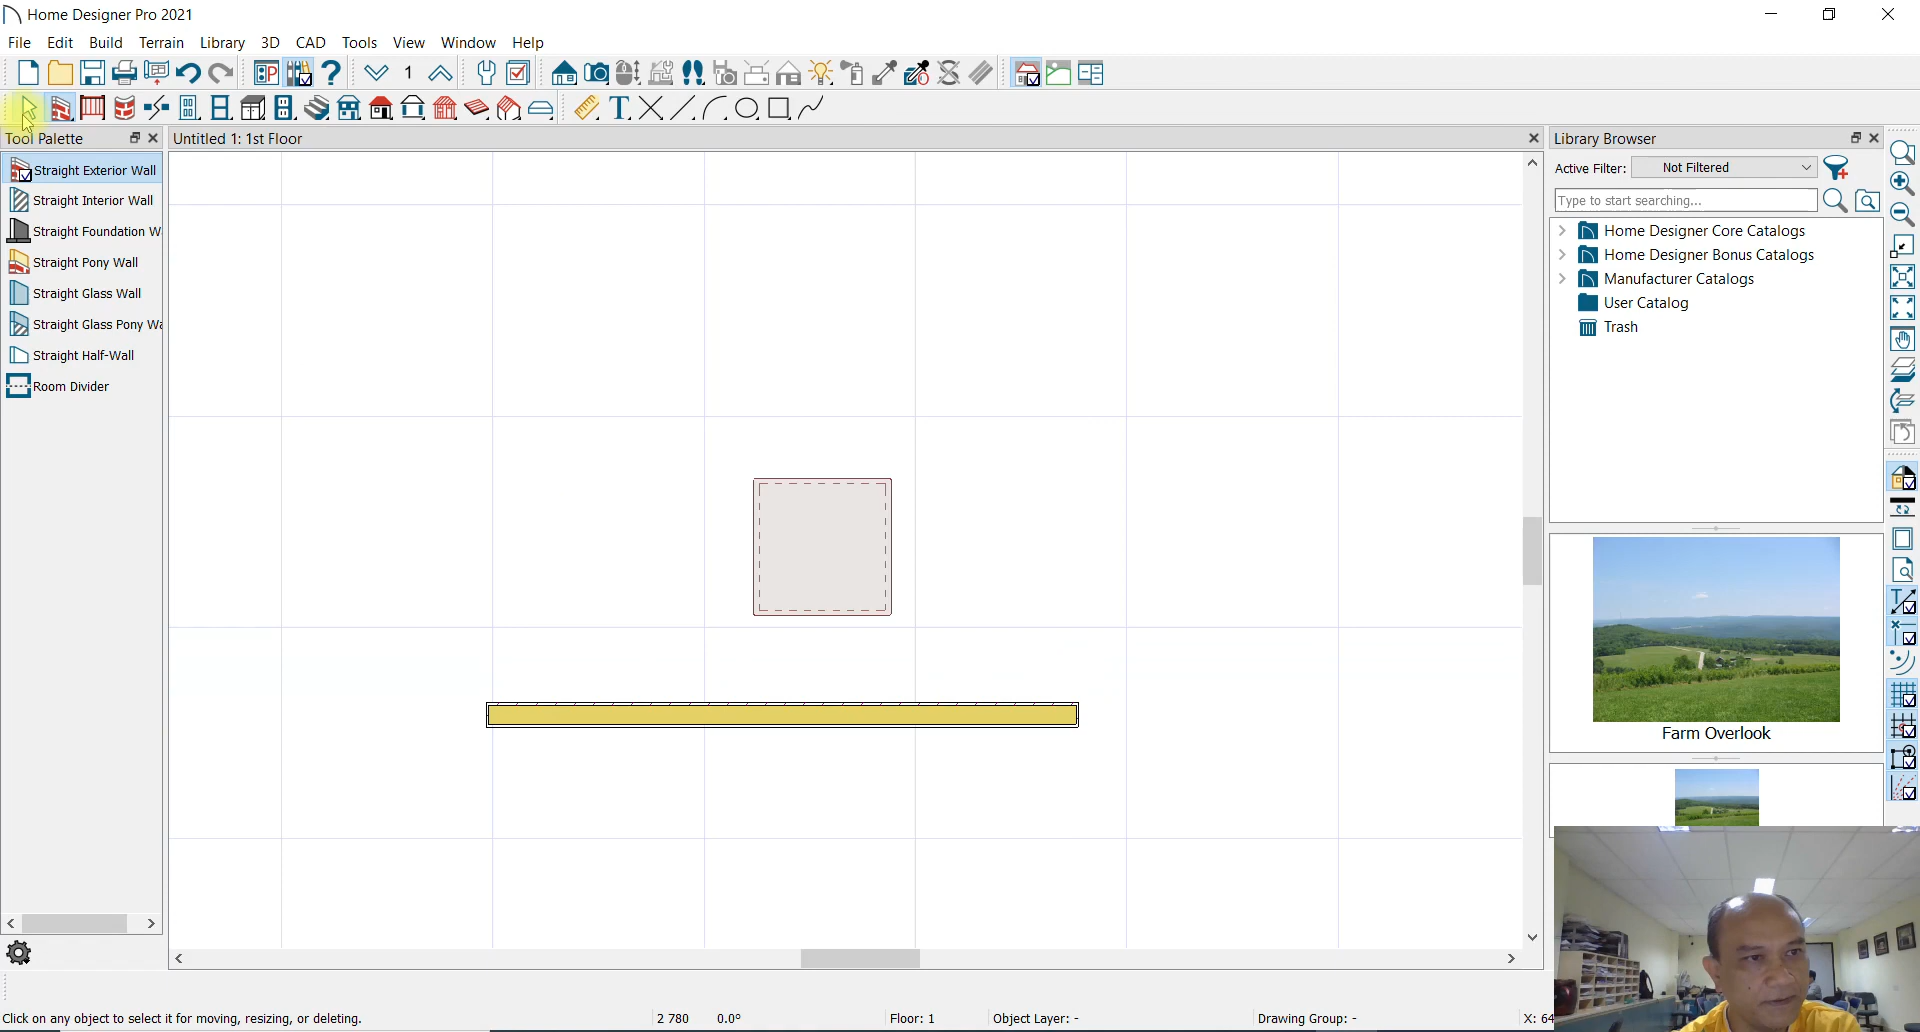 Home Designer Pro 2021
File Edit Build Terrain Library 3D CAD Tools View Window Help
1
Tool Palette
Untitled 1: 1st Floor
Library Browser
Straight Exterior Wall
Straight Interior Wall
Straight Foundation W
Straight Pony Wall
Straight Glass Wall
Straight Glass Pony Wa
Straight Half-Wall
Room Divider
Active Filter: Not Filtered
Type to start searching...
Home Designer Core Catalogs
Home Designer Bonus Catalogs
Manufacturer Catalogs
User Catalog
Trash
Farm Overlook
Click on any object to select it for moving, resizing, or deleting. 2 780 0.0° Floor: 1 Object Layer: - Drawing Group: - X: 64